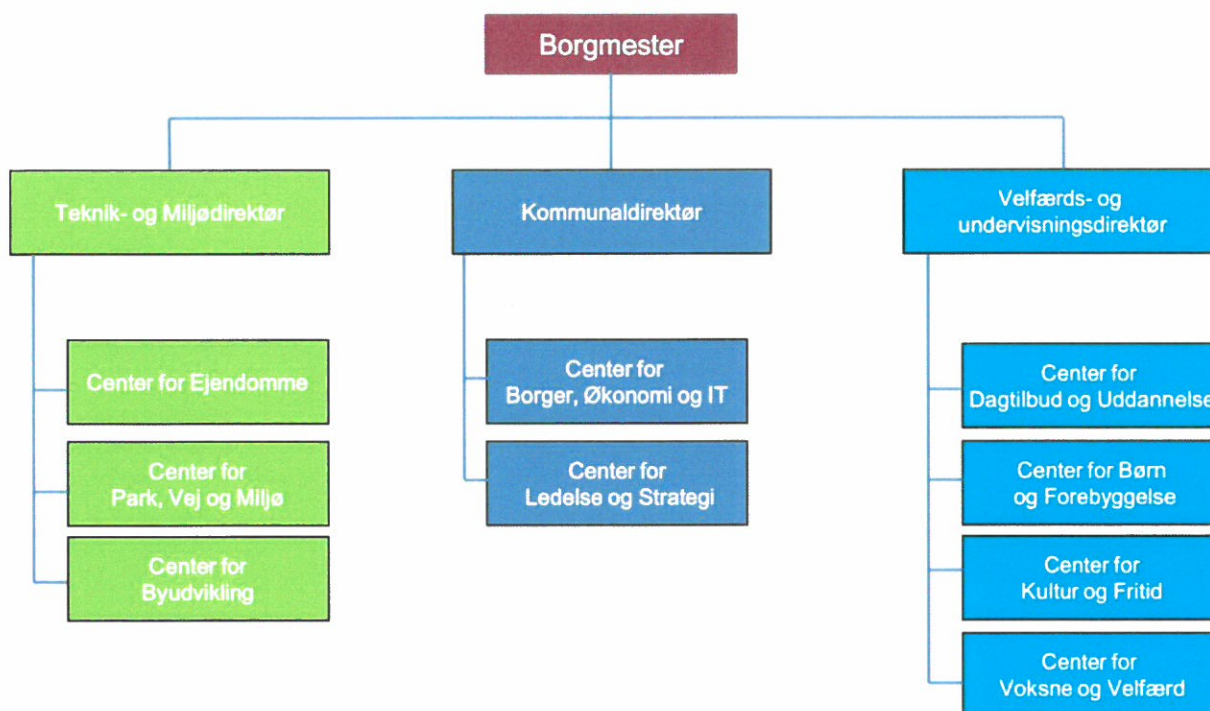 Borgmester
Teknik- og Miljødirektør
Kommunaldirektør
Velfærds- og
undervisningsdirektør
Center for Ejendomme
Center for
Park, Vej og Miljø
Center for
Byudvikling
Center for
Borger, Økonomi og IT
Center for
Ledelse og Strategi
Center for
Dagtilbud og Uddannelse
Center for Børn
og Forebyggelse
Center for
Kultur og Fritid
Center for
Voksne og Velfærd